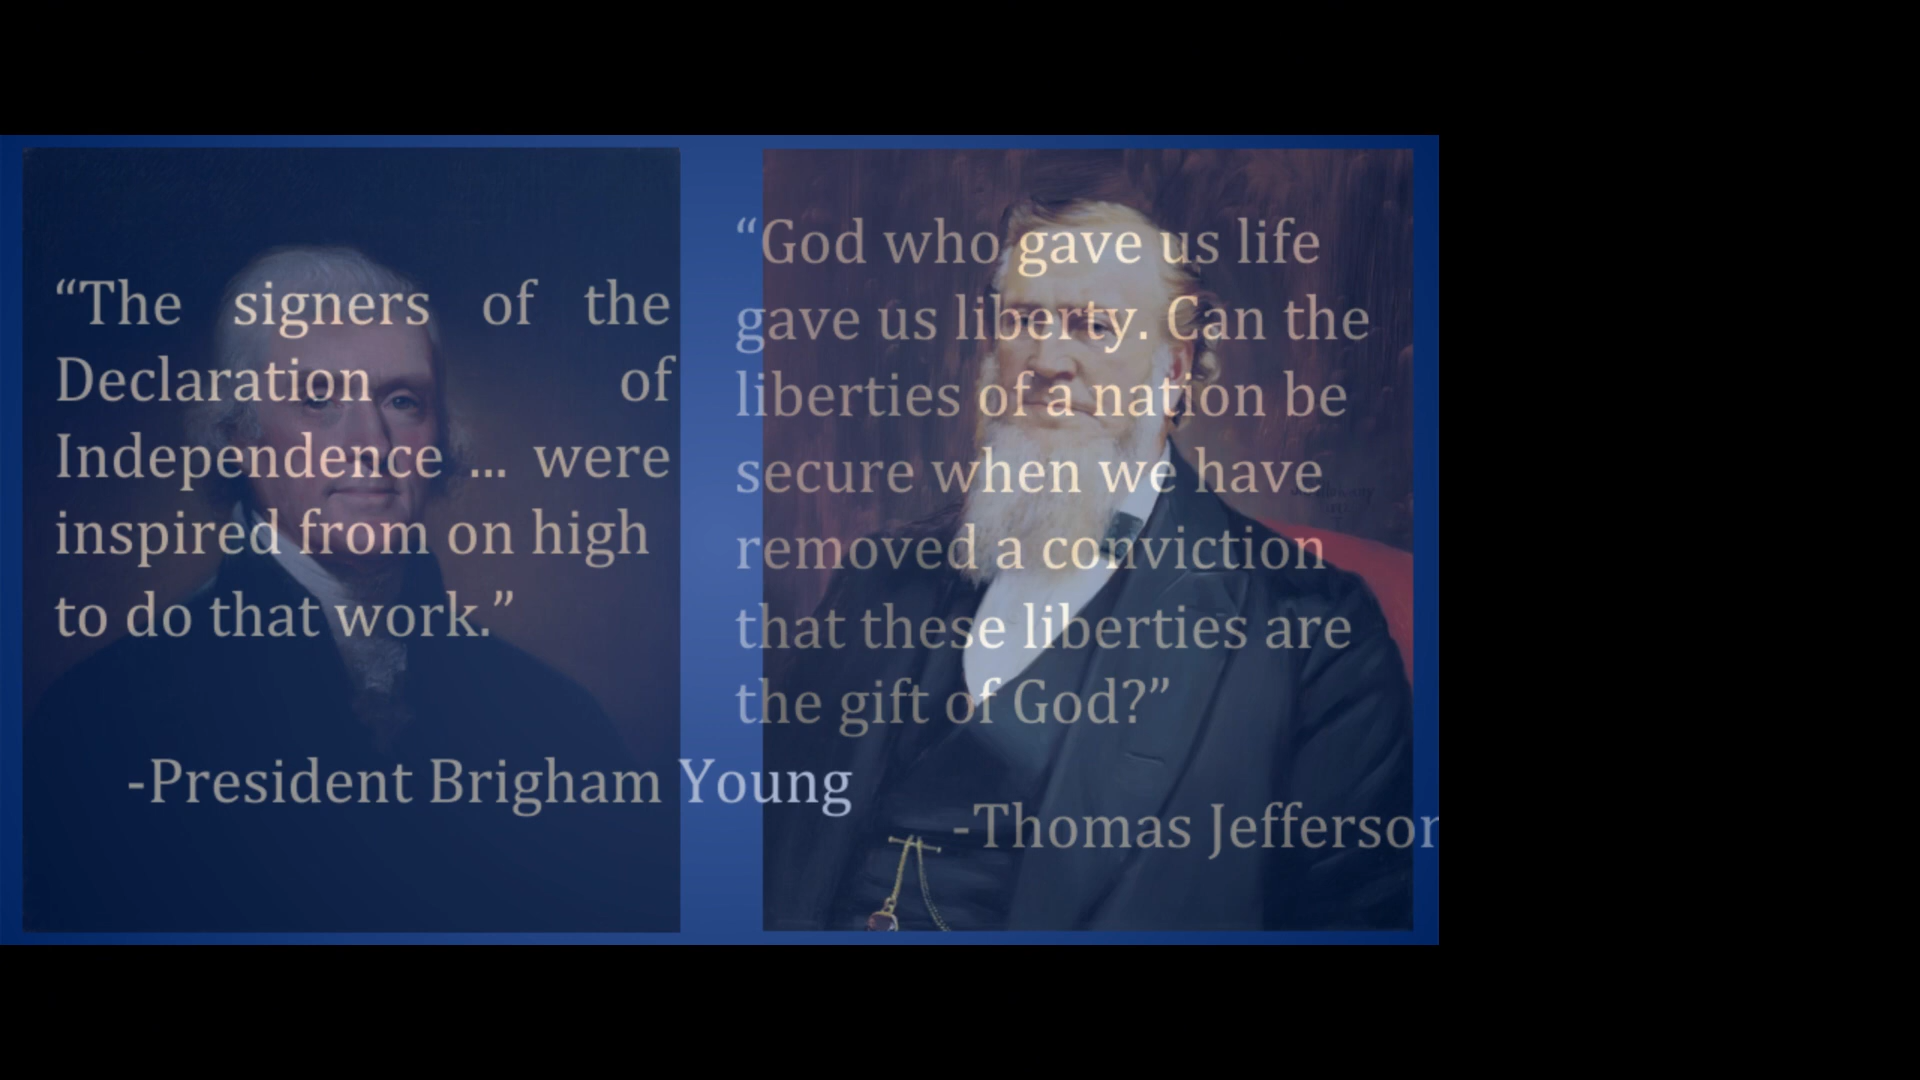 “The signers of the
Declaration of
Independence ... were
inspired from on high
to do that work.”
-President Brigham Young
“God who gave us life
gave us liberty. Can the
liberties of a nation be
secure when we have
removed a conviction
that these liberties are
the gift of God?”
-Thomas Jefferson